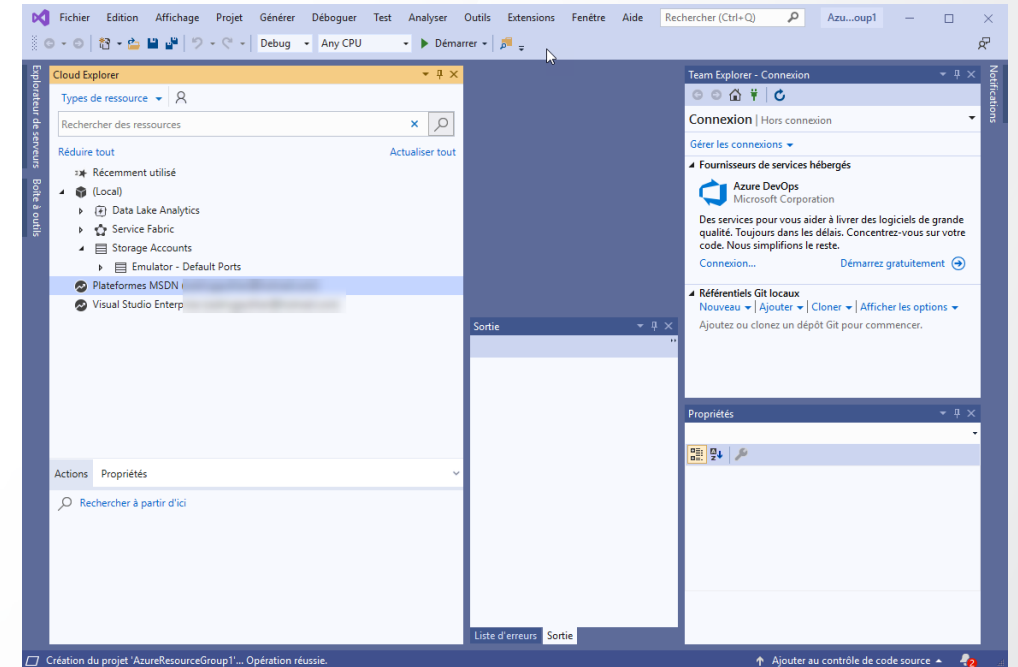 Fichier Edition Affichage Projet Générer Déboguer Test Analyser Outils Extensions Fenêtre Aide Rechercher (Ctrl+Q) Azu...oup1
Debug Any CPU Démarrer
Explorateur de serveurs
Boîte à outils
Cloud Explorer
Types de ressource
Rechercher des ressources
Réduire tout Actualiser tout
Récemment utilisé
(Local)
Data Lake Analytics
Service Fabric
Storage Accounts
Emulator - Default Ports
Plateformes MSDN
Visual Studio Enterp
Actions Propriétés
Rechercher à partir d'ici
Sortie
Liste d'erreurs Sortie
Team Explorer - Connexion
Connexion | Hors connexion
Gérer les connexions
Fournisseurs de services hébergés
Azure DevOps
Microsoft Corporation
Des services pour vous aider à livrer des logiciels de grande
qualité. Toujours dans les délais. Concentrez-vous sur votre
code. Nous simplifions le reste.
Connexion... Démarrez gratuitement
Référentiels Git locaux
Nouveau | Ajouter | Cloner | Afficher les options
Ajoutez ou clonez un dépôt Git pour commencer.
Propriétés
Notifications
Création du projet 'AzureResourceGroup1'... Opération réussie. Ajouter au contrôle de code source 2